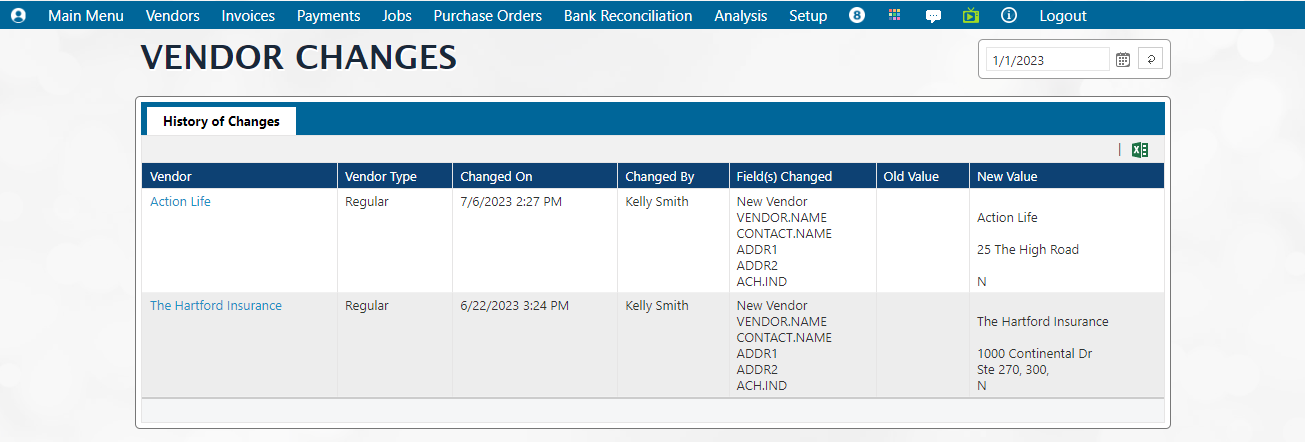 Main Menu Vendors Invoices Payments Jobs Purchase Orders Bank Reconciliation Analysis Setup 8 Logout
VENDOR CHANGES
1/1/2023
History of Changes
Vendor Vendor Type Changed On Changed By Field(s) Changed Old Value New Value
Action Life Regular 7/6/2023 2:27 PM Kelly Smith New Vendor
VENDOR.NAME Action Life
CONTACT.NAME
ADDR1 25 The High Road
ADDR2
ACH.IND N
The Hartford Insurance Regular 6/22/2023 3:24 PM Kelly Smith New Vendor
VENDOR.NAME The Hartford Insurance
CONTACT.NAME
ADDR1 1000 Continental Dr
ADDR2 Ste 270, 300,
ACH.IND N